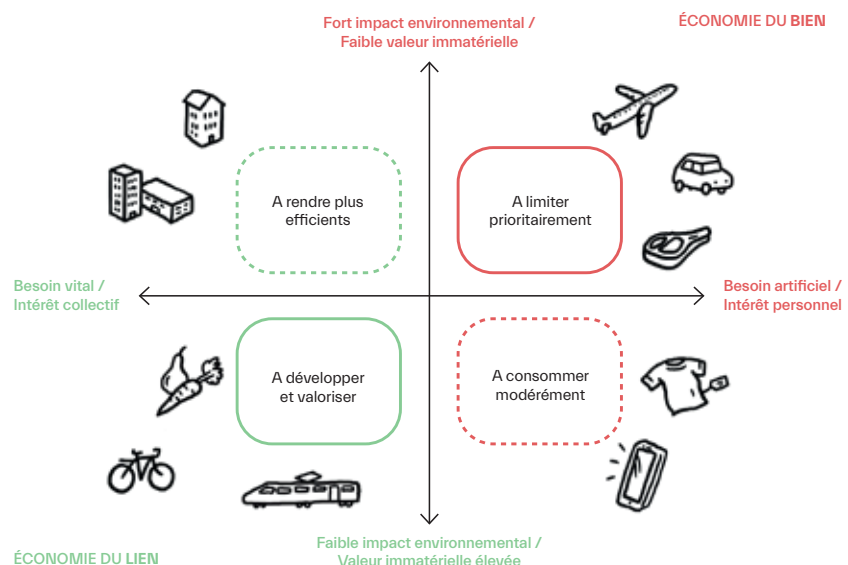 Fort impact environnemental /
Faible valeur immatérielle
ÉCONOMIE DU BIEN
A rendre plus
efficients
A limiter
prioritairement
Besoin vital /
Intérêt collectif
Besoin artificiel /
Intérêt personnel
A développer
et valoriser
A consommer
modérément
Faible impact environnemental /
Valeur immatérielle élevée
ÉCONOMIE DU LIEN